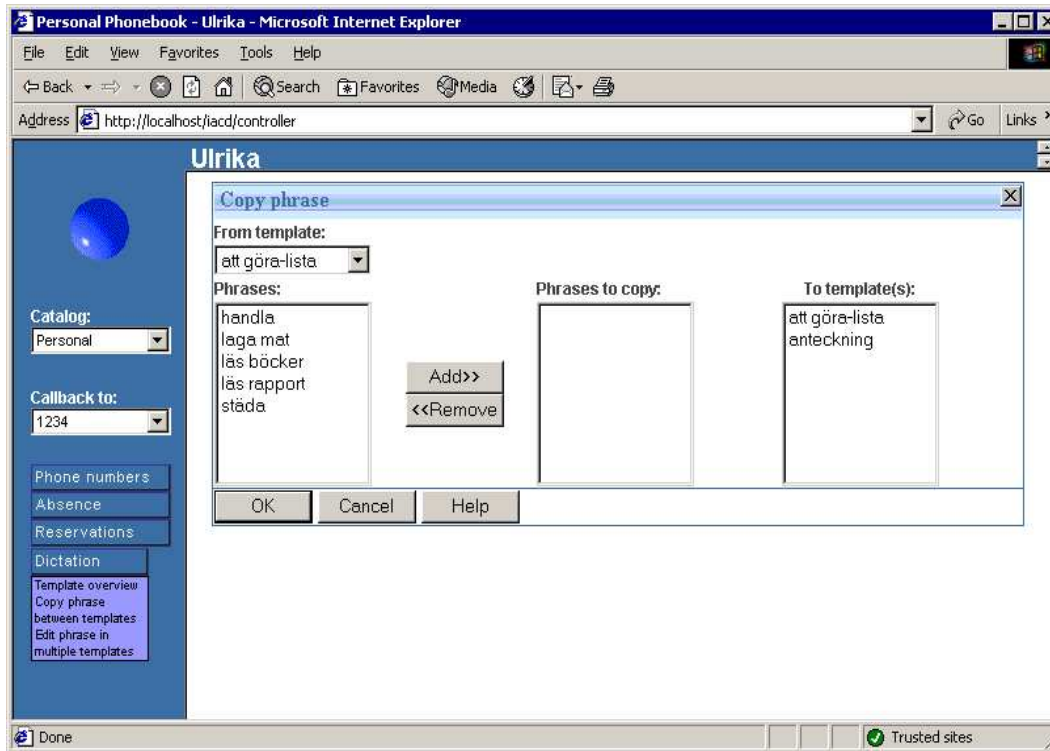 Personal Phonebook - Ulrika - Microsoft Internet Explorer
File Edit View Favorites Tools Help
Back Search Favorites Media
Address http://localhost/iacd/controller Go Links
Ulrika
Copy phrase
From template:
att göra-lista
Phrases: Phrases to copy: To template(s):
handla
laga mat
läs böcker
läs rapport
städa
Add>>
<<Remove
att göra-lista
anteckning
OK Cancel Help
Catalog:
Personal
Callback to:
1234
Phone numbers
Absence
Reservations
Dictation
Template overview
Copy phrase
between templates
Edit phrase in
multiple templates
Done Trusted sites